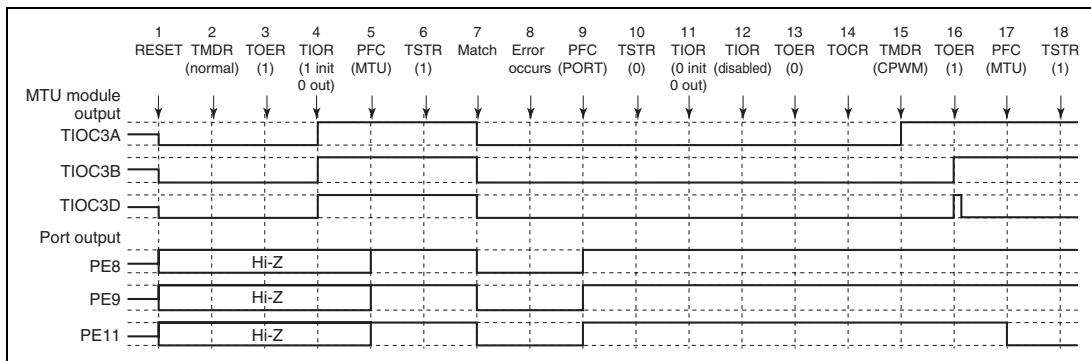 1 2 3 4 5 6 7 8 9 10 11 12 13 14 15 16 17 18
RESET TMDR TOER TIOR PFC TSTR Match Error PFC TSTR TIOR TIOR TOER TOCR TMDR TOER PFC TSTR
(normal) (1) (1 init (MTU) (1) occurs (PORT) (0) (0 init (disabled) (0) (CPWM) (1) (MTU) (1)
0 out) 0 out)
MTU module
output
TIOC3A
TIOC3B
TIOC3D
Port output
PE8 Hi-Z
PE9 Hi-Z
PE11 Hi-Z